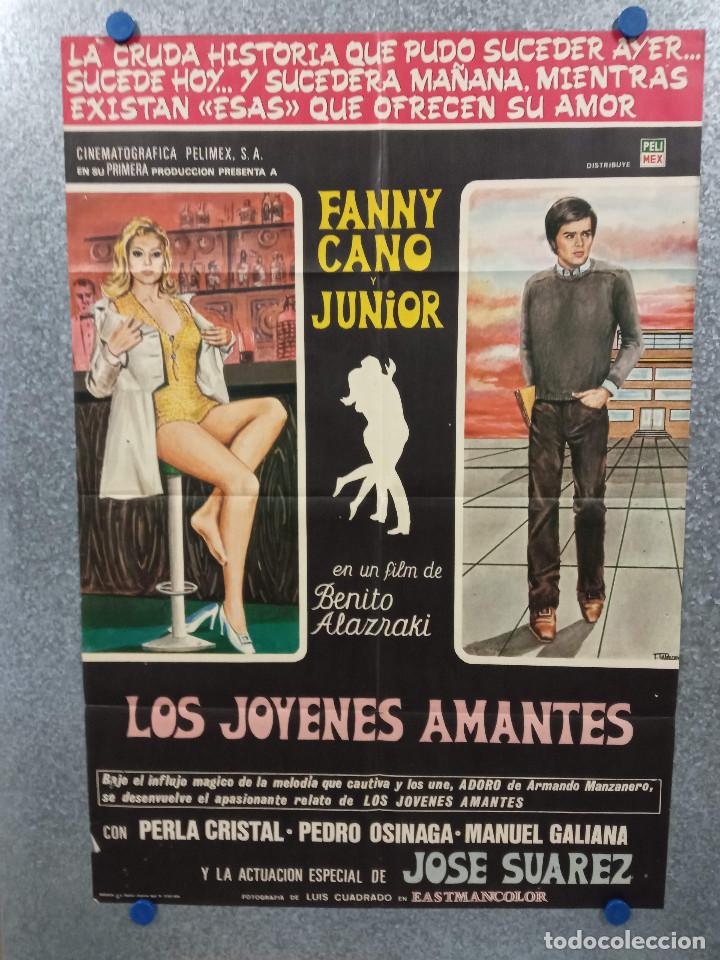 LA CRUDA HISTORIA QUE PUDO SUCEDER AYER...
SUCEDE HOY... Y SUCEDERA MAÑANA, MIENTRAS
EXISTAN «ESAS» QUE OFRECEN SU AMOR
CINEMATOGRAFICA PELIMEX, S. A.
EN SU PRIMERA PRODUCCION PRESENTA A
DISTRIBUYE
PELI
MEX
FANNY
CANO
Y
JUNIOR
en un film de
Benito
Alazraki
LOS JOVENES AMANTES
Bajo el influjo magico de la melodía que cautiva y los une, ADORO de Armando Manzanero,
se desenvuelve el apasionante relato de LOS JOVENES AMANTES
CON PERLA CRISTAL · PEDRO OSINAGA · MANUEL GALIANA
Y LA ACTUACION ESPECIAL DE JOSE SUAREZ
FOTOGRAFIA DE LUIS CUADRADO EN EASTMANCOLOR
todocoleccion.net